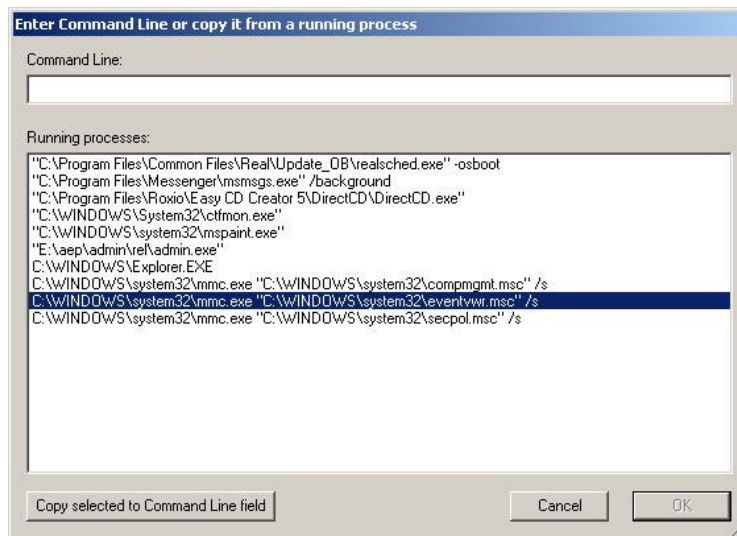 Enter Command Line or copy it from a running process
Command Line:
Running processes:
"C:\Program Files\Common Files\Real\Update_OB\realsched.exe" -osboot
"C:\Program Files\Messenger\msmsgs.exe" /background
"C:\Program Files\Roxio\Easy CD Creator 5\DirectCD\DirectCD.exe"
"C:\WINDOWS\System32\ctfmon.exe"
"C:\WINDOWS\system32\mspaint.exe"
"E:\aep\admin\rel\admin.exe"
C:\WINDOWS\Explorer.EXE
C:\WINDOWS\system32\mmc.exe "C:\WINDOWS\system32\compmgmt.msc" /s
C:\WINDOWS\system32\mmc.exe "C:\WINDOWS\system32\eventvwr.msc" /s
C:\WINDOWS\system32\mmc.exe "C:\WINDOWS\system32\secpol.msc" /s
Copy selected to Command Line field
Cancel
OK